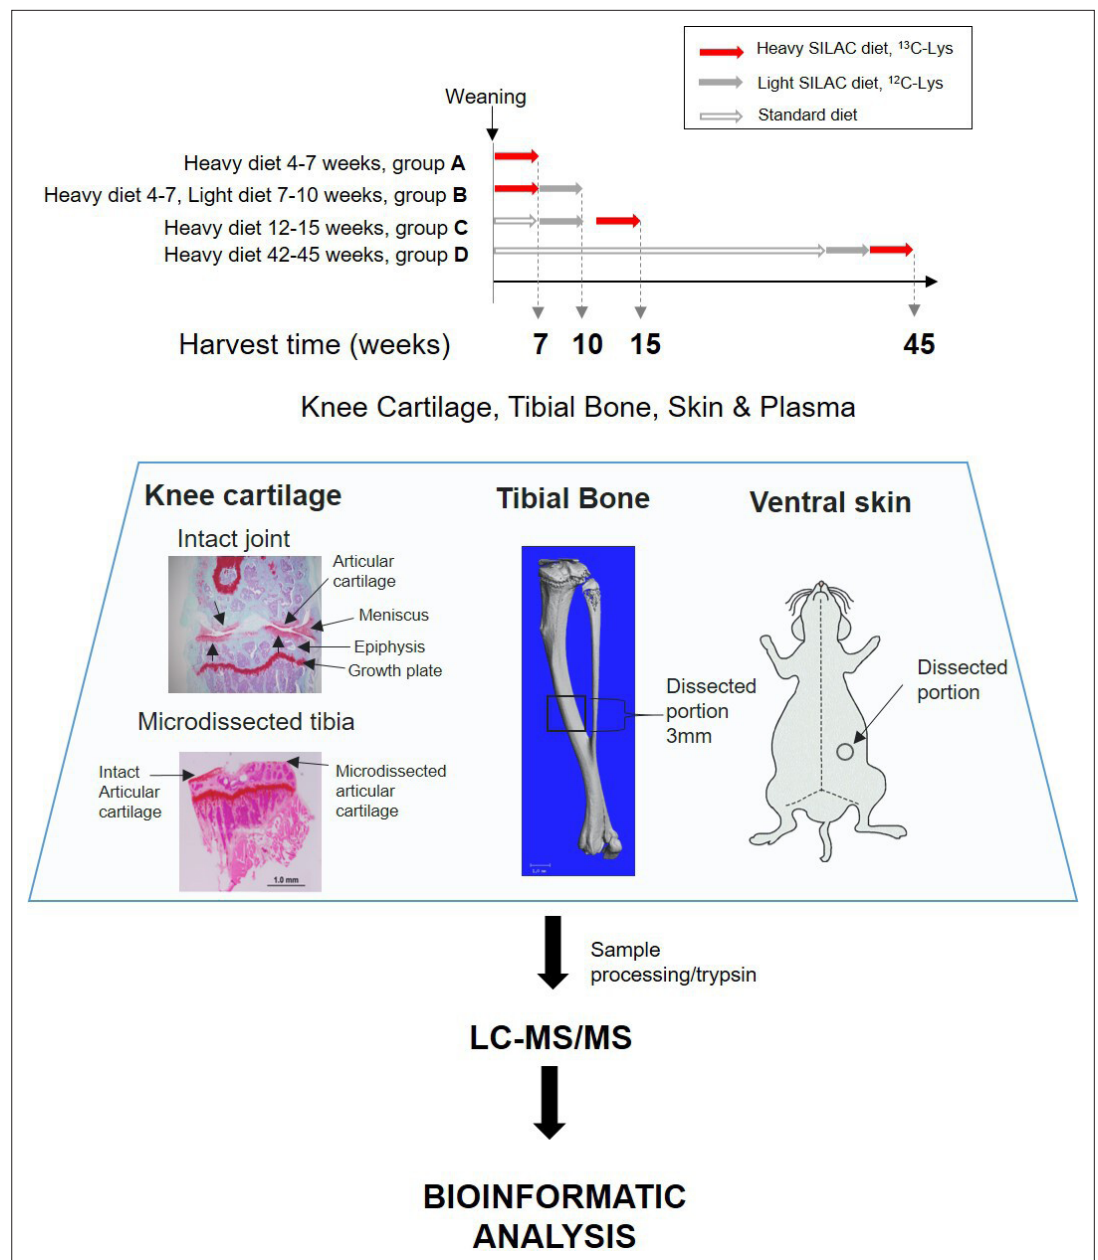 Heavy SILAC diet, ¹³C-Lys
Light SILAC diet, ¹²C-Lys
Standard diet
Weaning
Heavy diet 4-7 weeks, group A
Heavy diet 4-7, Light diet 7-10 weeks, group B
Heavy diet 12-15 weeks, group C
Heavy diet 42-45 weeks, group D
Harvest time (weeks) 7 10 15 45
Knee Cartilage, Tibial Bone, Skin & Plasma
Knee cartilage
Intact joint
Articular
cartilage
Meniscus
Epiphysis
Growth plate
Microdissected tibia
Intact
Articular
cartilage
Microdissected
articular
cartilage
1.0 mm
Tibial Bone
Dissected
portion
3mm
Ventral skin
Dissected
portion
Sample
processing/trypsin
LC-MS/MS
BIOINFORMATIC
ANALYSIS